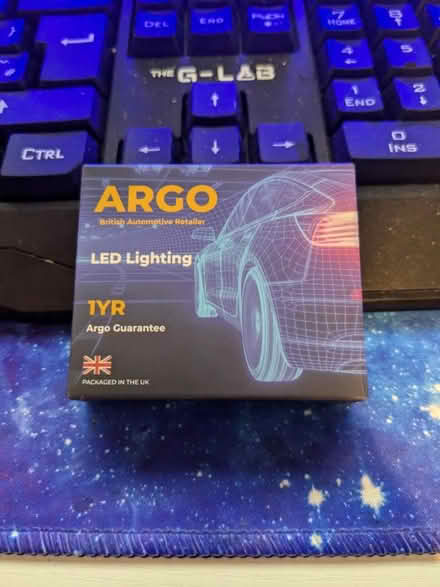 DEL
END
7
HOME
8
4
5
THE G-LAB
1
END
2
CTRL
0
INS
ARGO
British Automotive Retailer
LED Lighting
1YR
Argo Guarantee
PACKAGED IN THE UK